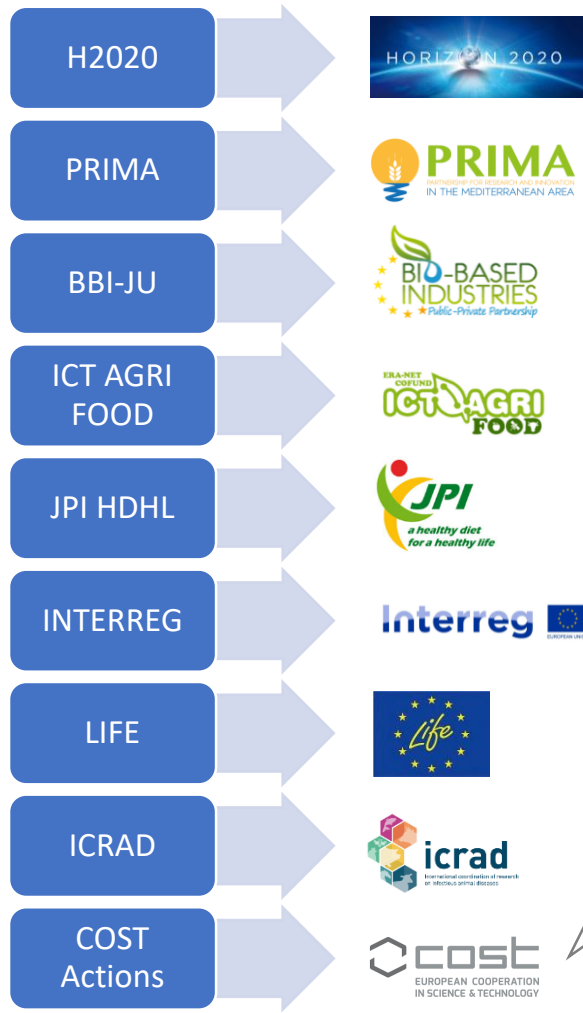 H2020
HORIZON 2020
PRIMA
PRIMA
PARTNERSHIP FOR RESEARCH AND INNOVATION
IN THE MEDITERRANEAN AREA
BBI-JU
BIO-BASED
INDUSTRIES
Public-Private Partnership
ICT AGRI
FOOD
ERA-NET
COFUND
ICT AGRI
FOOD
JPI HDHL
JPI
a healthy diet
for a healthy life
INTERREG
Interreg
EUROPEAN UNI
LIFE
Life
ICRAD
icrad
International coordination of research
on infectious animal diseases
COST
Actions
cost
EUROPEAN COOPERATION
IN SCIENCE & TECHNOLOGY